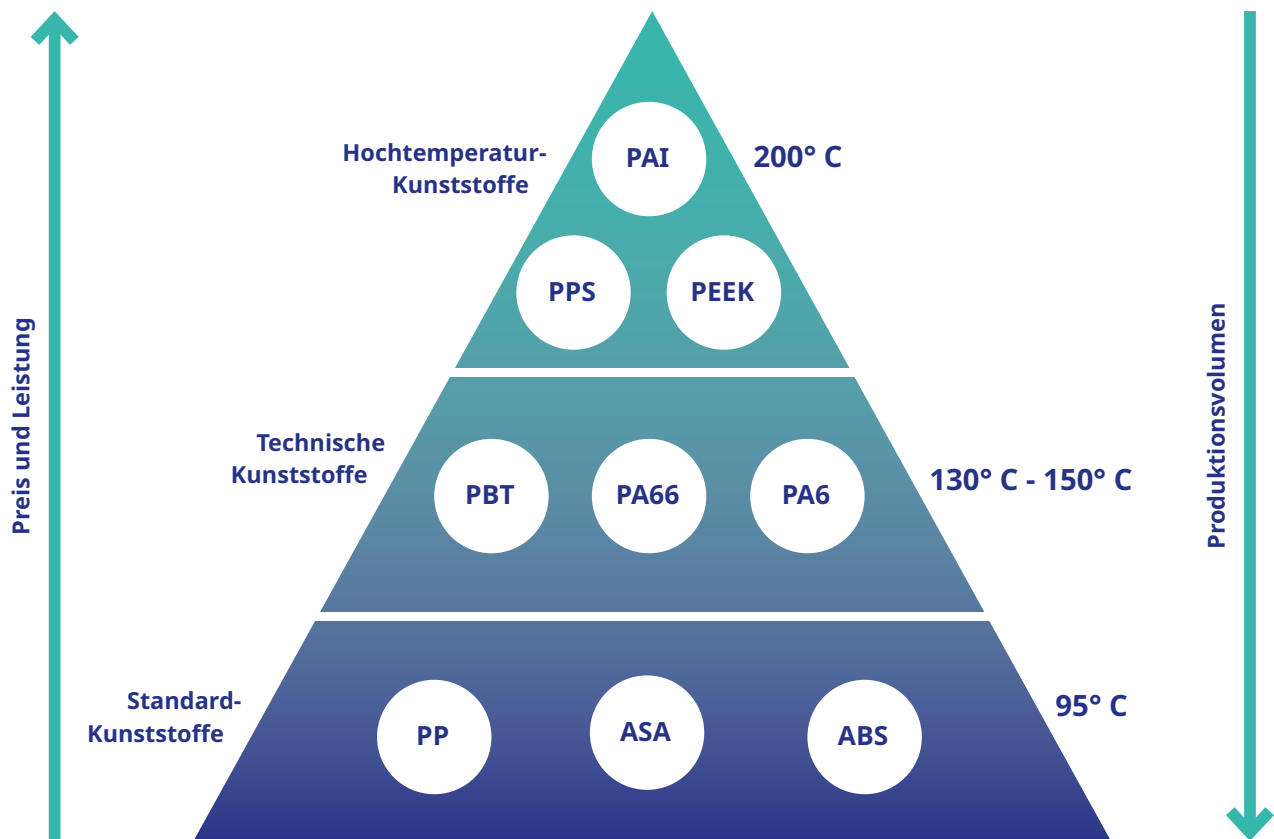 Hochtemperatur-
Kunststoffe
PAI
200° C
PPS
PEEK
Preis und Leistung
Produktionsvolumen
Technische
Kunststoffe
PBT
PA66
PA6
130° C - 150° C
Standard-
Kunststoffe
PP
ASA
ABS
95° C